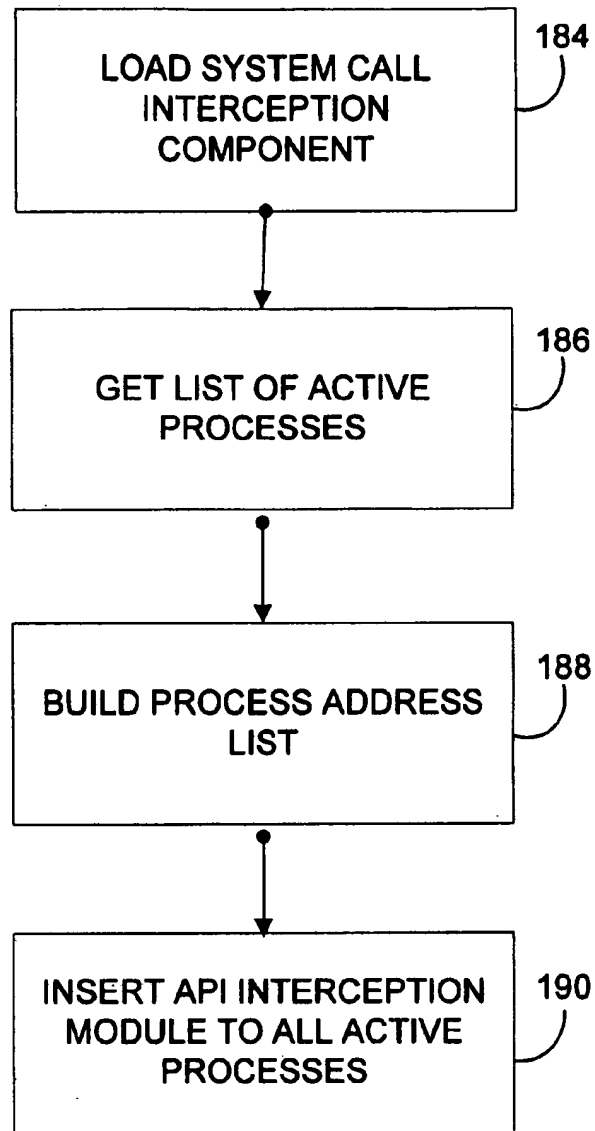 LOAD SYSTEM CALL
INTERCEPTION
COMPONENT
184
GET LIST OF ACTIVE
PROCESSES
186
BUILD PROCESS ADDRESS
LIST
188
INSERT API INTERCEPTION
MODULE TO ALL ACTIVE
PROCESSES
190